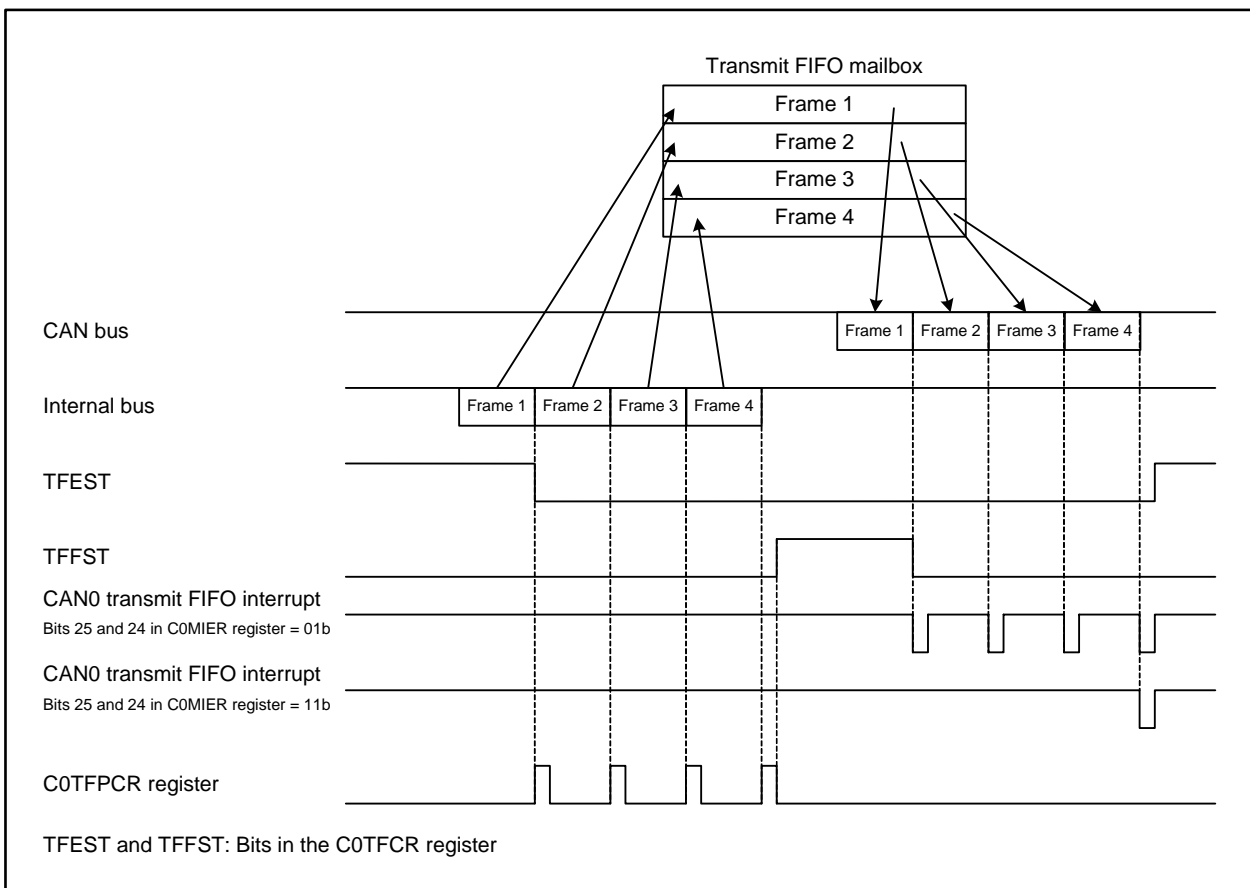 Transmit FIFO mailbox
Frame 1
Frame 2
Frame 3
Frame 4
CAN bus
Frame 1 Frame 2 Frame 3 Frame 4
Internal bus
Frame 1 Frame 2 Frame 3 Frame 4
TFEST
TFFST
CAN0 transmit FIFO interrupt
Bits 25 and 24 in C0MIER register = 01b
CAN0 transmit FIFO interrupt
Bits 25 and 24 in C0MIER register = 11b
C0TFPCR register
TFEST and TFFST: Bits in the C0TFCR register